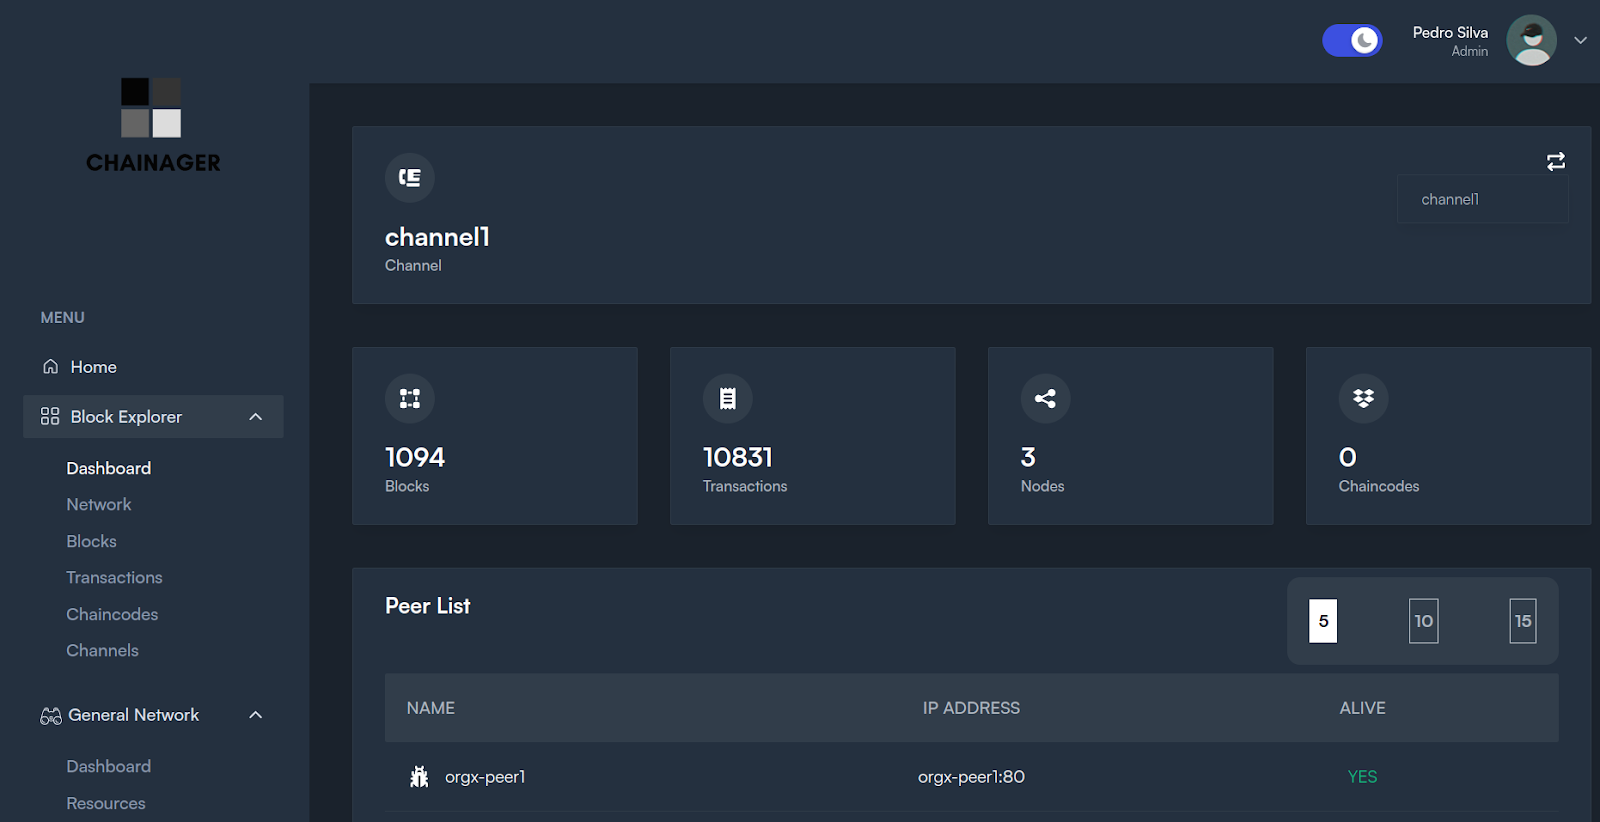 Pedro Silva
Admin
CHAINAGER
MENU
Home
Block Explorer
Dashboard
Network
Blocks
Transactions
Chaincodes
Channels
General Network
Dashboard
Resources
channel1
Channel
channel1
1094
Blocks
10831
Transactions
3
Nodes
0
Chaincodes
Peer List
5 10 15
NAME IP ADDRESS ALIVE
orgx-peer1 orgx-peer1:80 YES